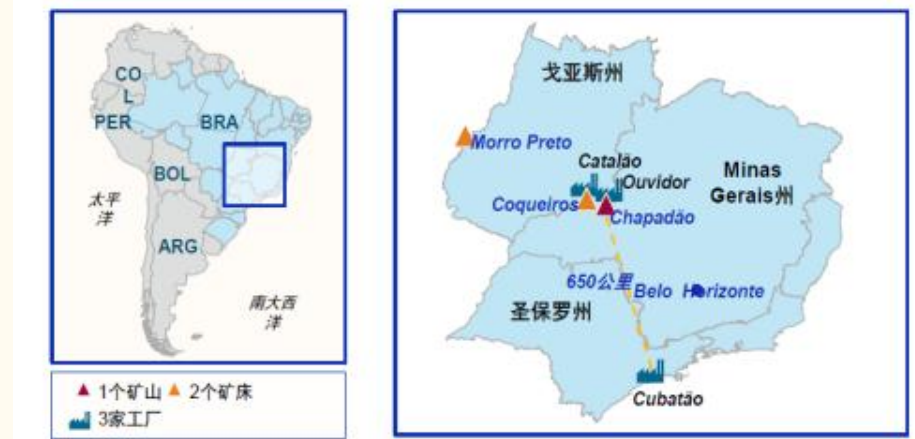 CO
L
PER
BRA
BOL
太平
洋
ARG
南大西
洋
1个矿山
2个矿床
3家工厂
戈亚斯州
Morro Preto
Catalão
Ouvidor
Minas
Gerais州
Coqueiros
Chapadão
650公里
Belo Horizonte
圣保罗州
Cubatão